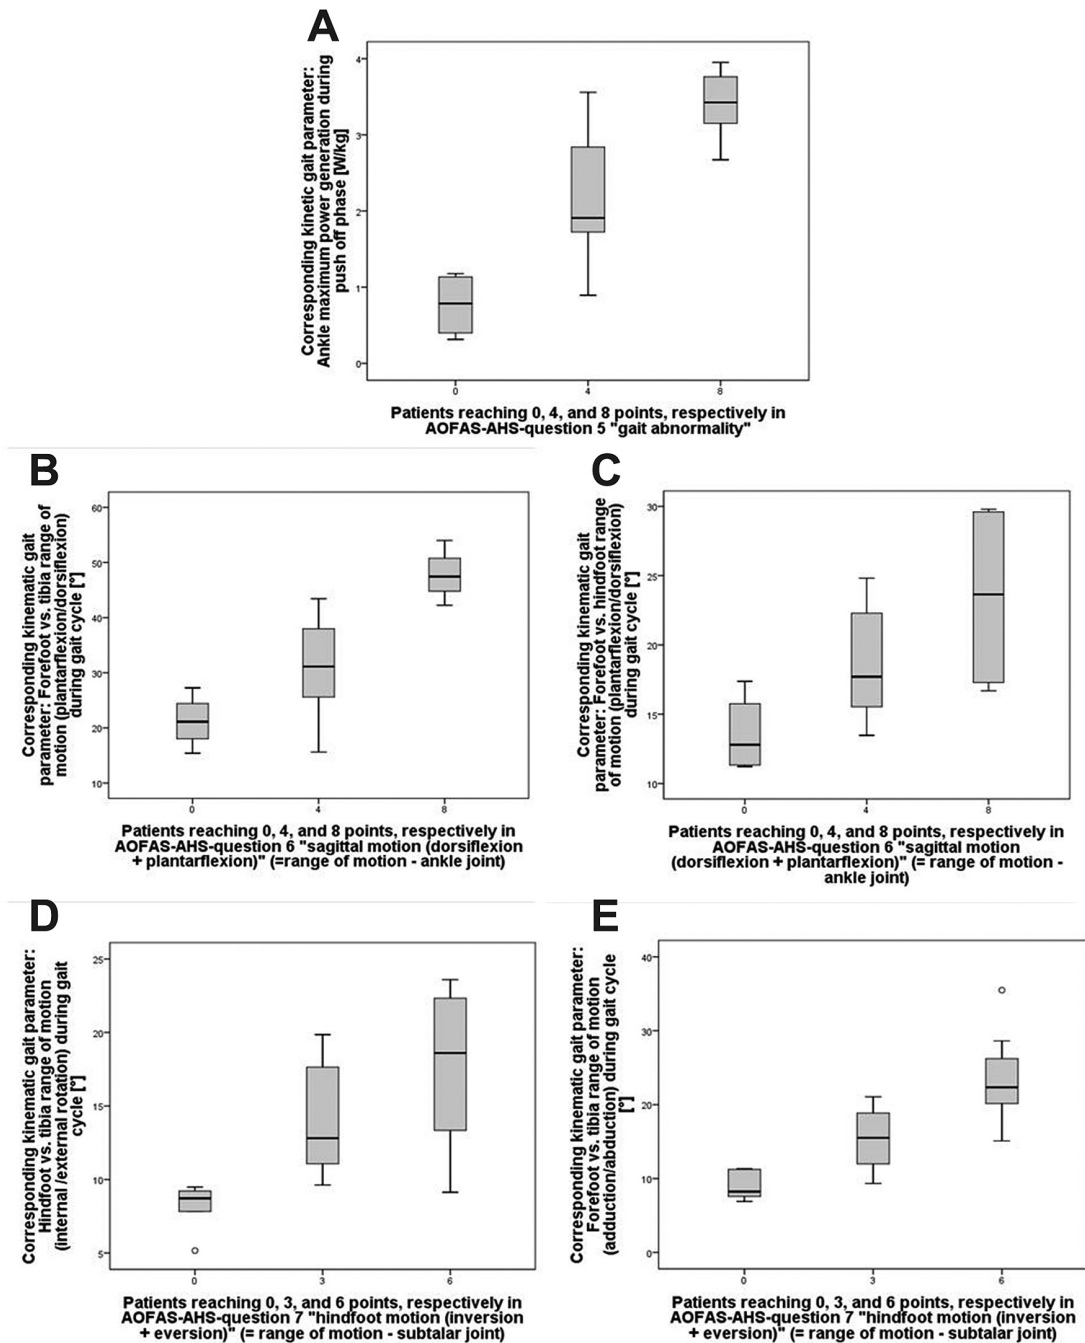 A
Corresponding kinetic gait parameter:
Ankle maximum power generation during
push off phase [W/kg]
4
3
2
1
0
0 4 8
Patients reaching 0, 4, and 8 points, respectively in
AOFAS-AHS-question 5 "gait abnormality"
B
Corresponding kinematic gait
parameter: Forefoot vs. tibia range of
motion (plantarflexion/dorsiflexion)
during gait cycle [°]
60
50
40
30
20
10
0 4 8
Patients reaching 0, 4, and 8 points, respectively in
AOFAS-AHS-question 6 "sagittal motion (dorsiflexion
+ plantarflexion)" (=range of motion - ankle joint)
C
Corresponding kinematic gait
parameter: Forefoot vs. hindfoot range
of motion (plantarflexion/dorsiflexion)
during gait cycle [°]
30
25
20
15
10
0 4 8
Patients reaching 0, 4, and 8 points, respectively in
AOFAS-AHS-question 6 "sagittal motion
(dorsiflexion + plantarflexion)" (= range of motion -
ankle joint)
D
Corresponding kinematic gait parameter:
Hindfoot vs. tibia range of motion
(internal /external rotation) during gait
cycle [°]
25
20
15
10
5
0 3 6
Patients reaching 0, 3, and 6 points, respectively in
AOFAS-AHS-question 7 "hindfoot motion (inversion
+ eversion)" (= range of motion - subtalar joint)
E
Corresponding kinematic gait parameter:
Forefoot vs. tibia range of motion
(adduction/abduction) during gait cycle
[°]
40
30
20
10
0
0 3 6
Patients reaching 0, 3, and 6 points, respectively in
AOFAS-AHS-question 7 "hindfoot motion (inversion
+ eversion)" (= range of motion - subtalar joint)